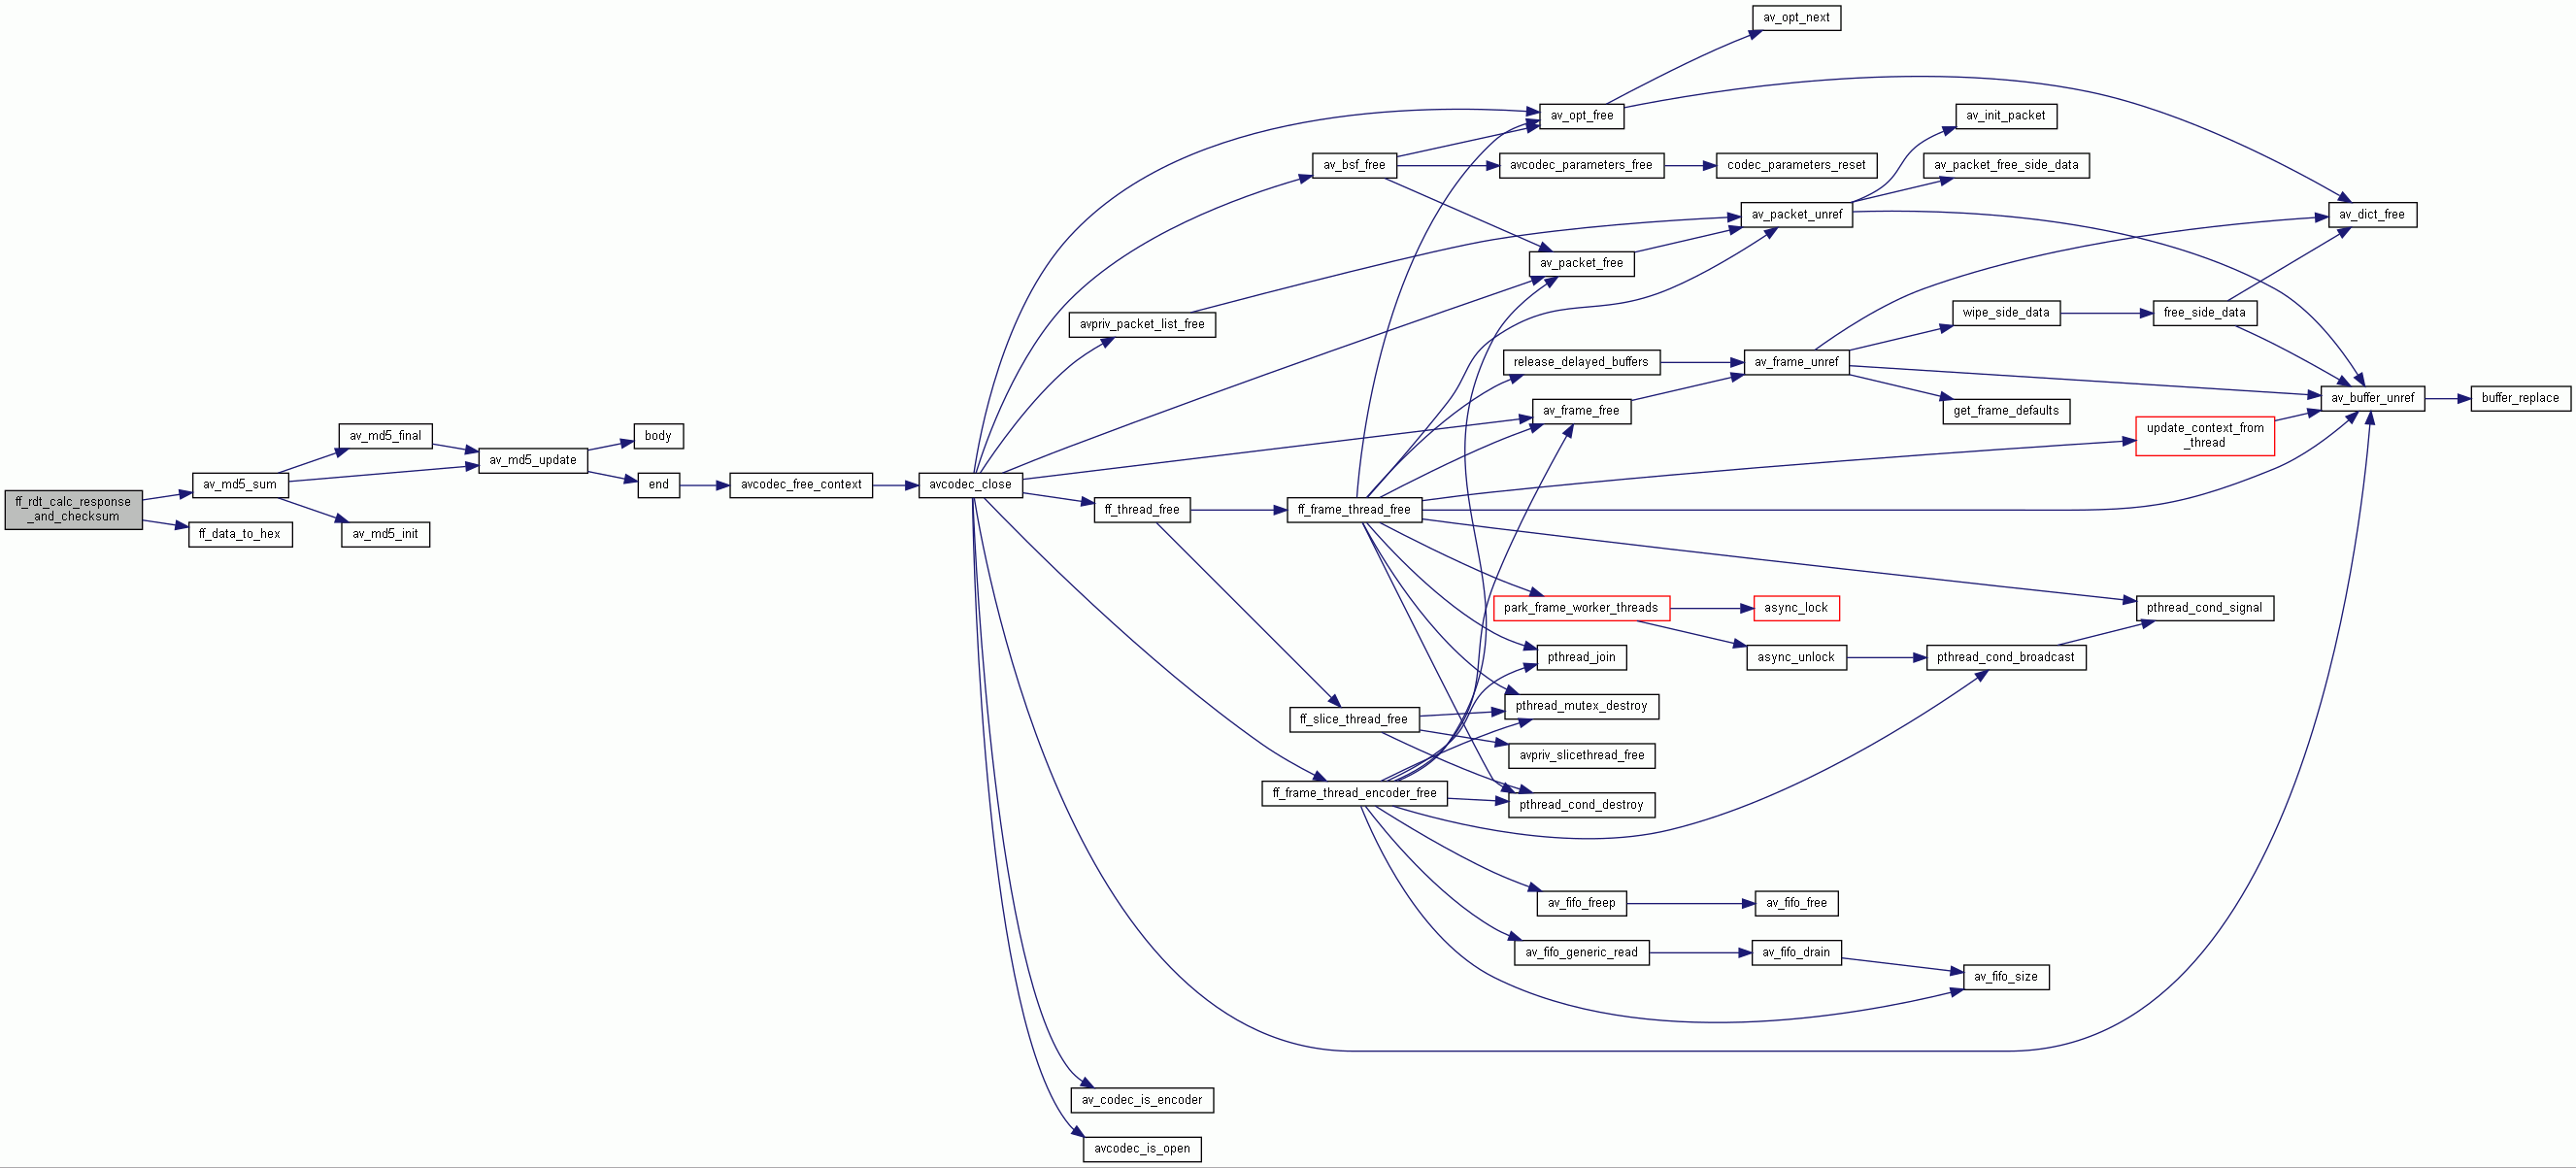 av_opt_next
av_opt_free
av_init_packet
av_bsf_free
avcodec_parameters_free
codec_parameters_reset
av_packet_free_side_data
av_packet_unref
av_dict_free
av_packet_free
avpriv_packet_list_free
wipe_side_data
free_side_data
release_delayed_buffers
av_frame_unref
av_buffer_unref
buffer_replace
av_frame_free
get_frame_defaults
av_md5_final
body
update_context_from
_thread
av_md5_update
av_md5_sum
end
avcodec_free_context
avcodec_close
ff_rdt_calc_response
_and_checksum
ff_thread_free
ff_frame_thread_free
ff_data_to_hex
av_md5_init
park_frame_worker_threads
async_lock
pthread_cond_signal
pthread_join
async_unlock
pthread_cond_broadcast
pthread_mutex_destroy
ff_slice_thread_free
avpriv_slicethread_free
ff_frame_thread_encoder_free
pthread_cond_destroy
av_fifo_freep
av_fifo_free
av_fifo_generic_read
av_fifo_drain
av_fifo_size
av_codec_is_encoder
avcodec_is_open